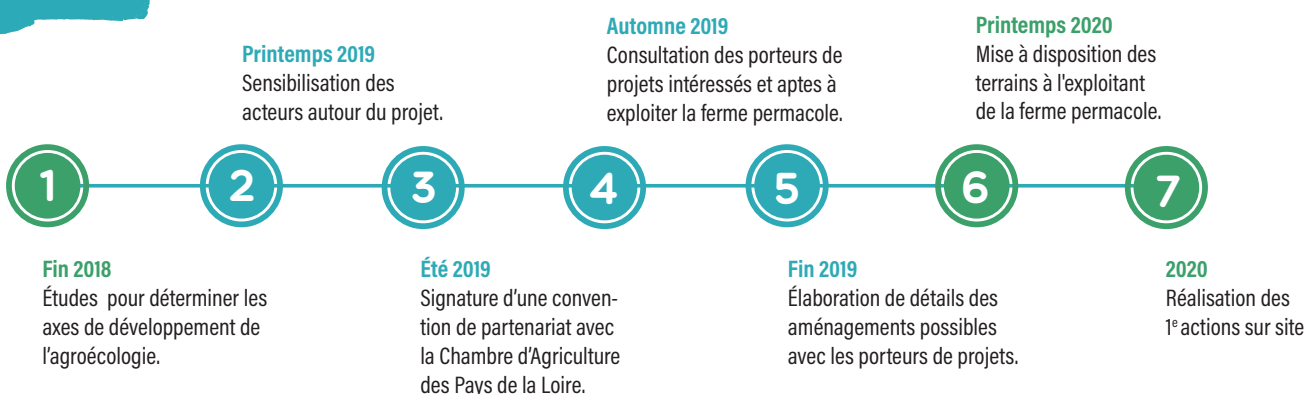 Automne 2019
Consultation des porteurs de
projets intéressés et aptes à
exploiter la ferme permacole.
Printemps 2020
Mise à disposition des
terrains à l'exploitant
de la ferme permacole.
Printemps 2019
Sensibilisation des
acteurs autour du projet.
1
2
3
4
5
6
7
Fin 2018
Études pour déterminer les
axes de développement de
l’agroécologie.
Été 2019
Signature d’une conven-
tion de partenariat avec
la Chambre d’Agriculture
des Pays de la Loire.
Fin 2019
Élaboration de détails des
aménagements possibles
avec les porteurs de projets.
2020
Réalisation des
1e actions sur site